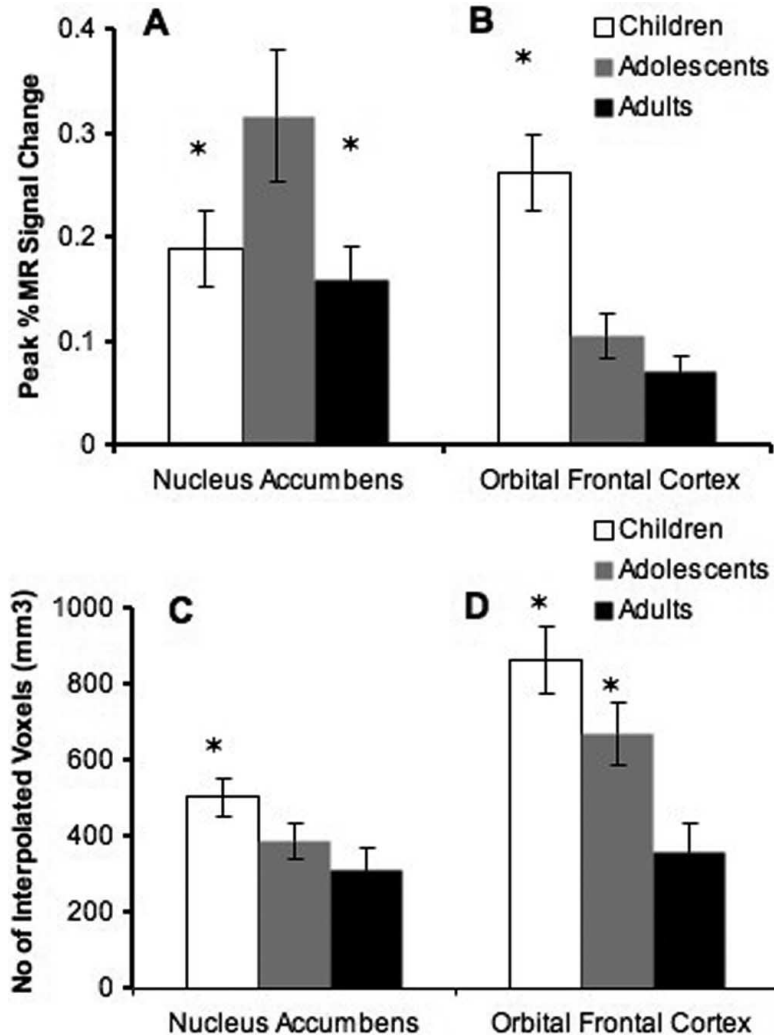 A
B
Children
Adolescents
Adults
*
*
*
Peak %MR Signal Change
0.4
0.3
0.2
0.1
0
Nucleus Accumbens
Orbital Frontal Cortex
Children
Adolescents
Adults
C
D
*
*
*
No of Interpolated Voxels (mm3)
1000
800
600
400
200
0
Nucleus Accumbens
Orbital Frontal Cortex